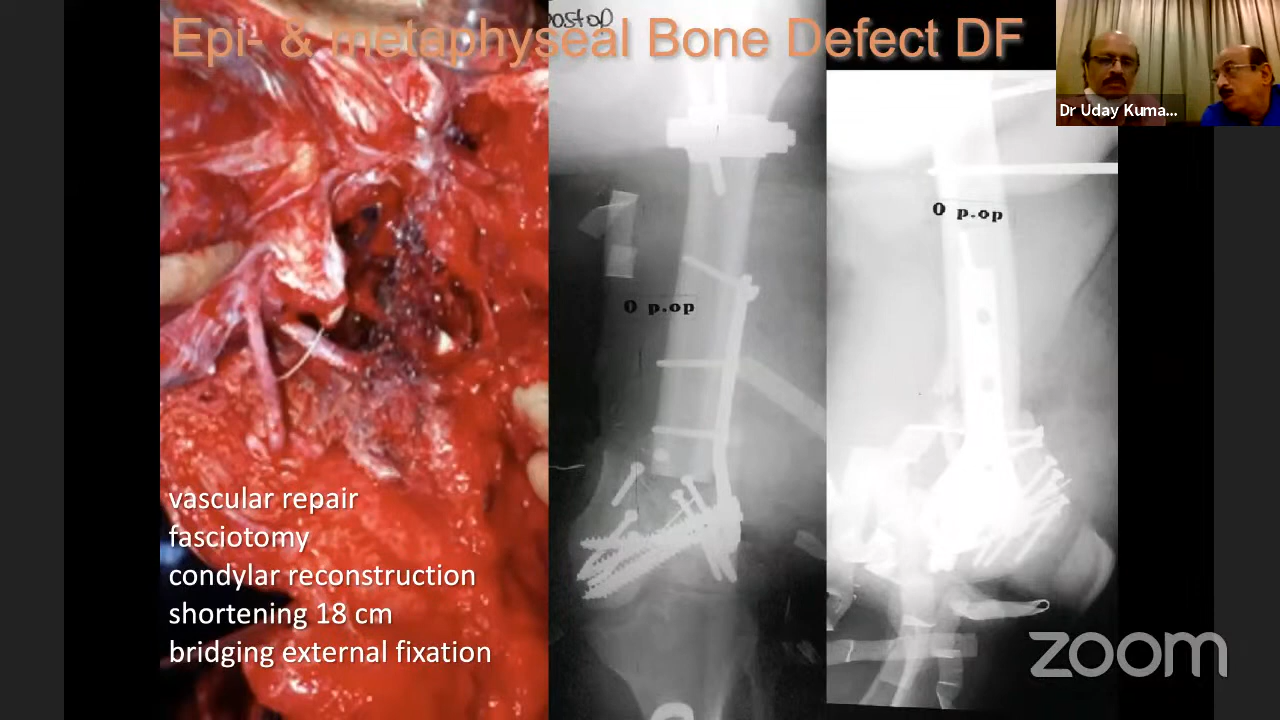 postop
Epi- & metaphyseal Bone Defect DF
Dr Uday Kuma...
0 p.op
0 p.op
vascular repair
fasciotomy
condylar reconstruction
shortening 18 cm
bridging external fixation
zoom